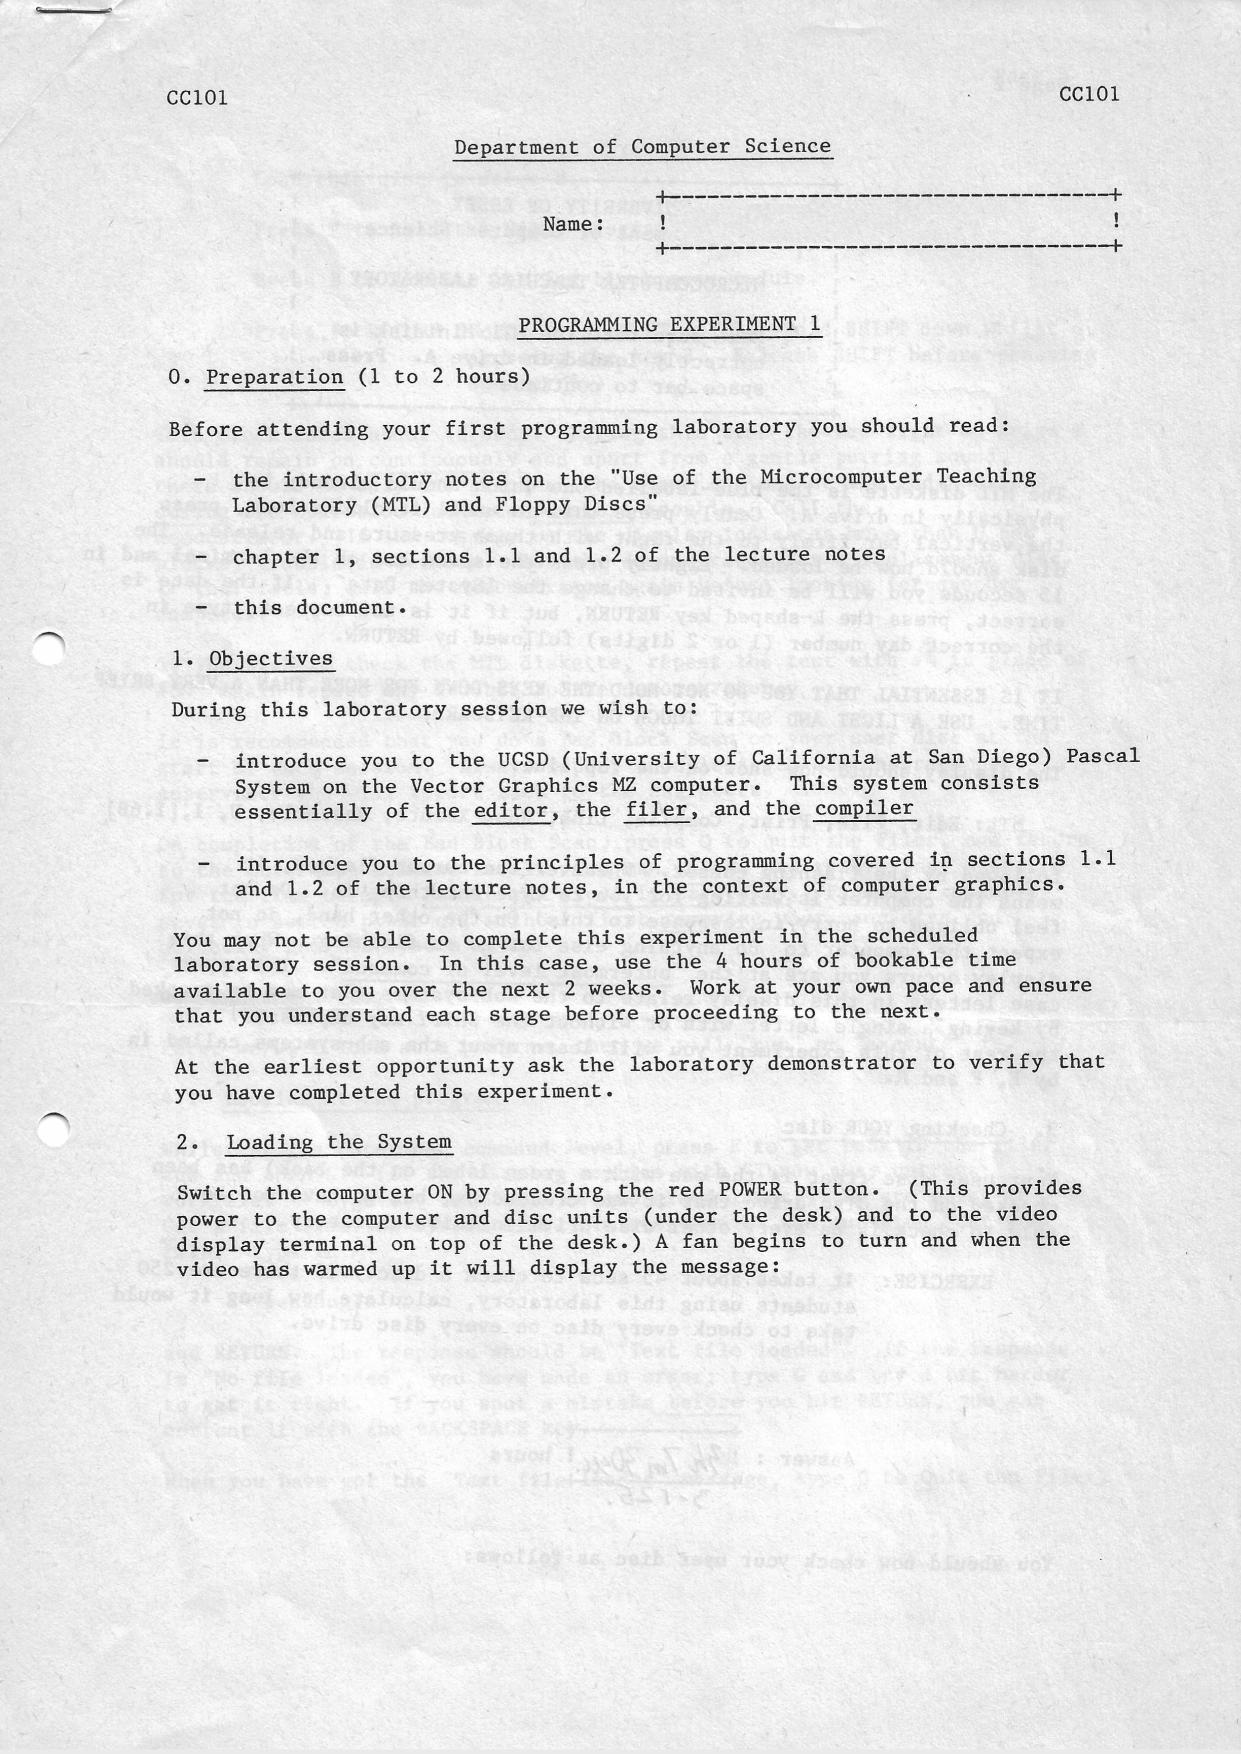 CC101 CC101
Department of Computer Science
+----------------------------------+
Name: ! !
+----------------------------------+
PROGRAMMING EXPERIMENT 1
0. Preparation (1 to 2 hours)
Before attending your first programming laboratory you should read:
- the introductory notes on the "Use of the Microcomputer Teaching
Laboratory (MTL) and Floppy Discs"
- chapter 1, sections 1.1 and 1.2 of the lecture notes
- this document.
1. Objectives
During this laboratory session we wish to:
- introduce you to the UCSD (University of California at San Diego) Pascal
System on the Vector Graphics MZ computer. This system consists
essentially of the editor, the filer, and the compiler
- introduce you to the principles of programming covered in sections 1.1
and 1.2 of the lecture notes, in the context of computer graphics.
You may not be able to complete this experiment in the scheduled
laboratory session. In this case, use the 4 hours of bookable time
available to you over the next 2 weeks. Work at your own pace and ensure
that you understand each stage before proceeding to the next.
At the earliest opportunity ask the laboratory demonstrator to verify that
you have completed this experiment.
2. Loading the System
Switch the computer ON by pressing the red POWER button. (This provides
power to the computer and disc units (under the desk) and to the video
display terminal on top of the desk.) A fan begins to turn and when the
video has warmed up it will display the message: